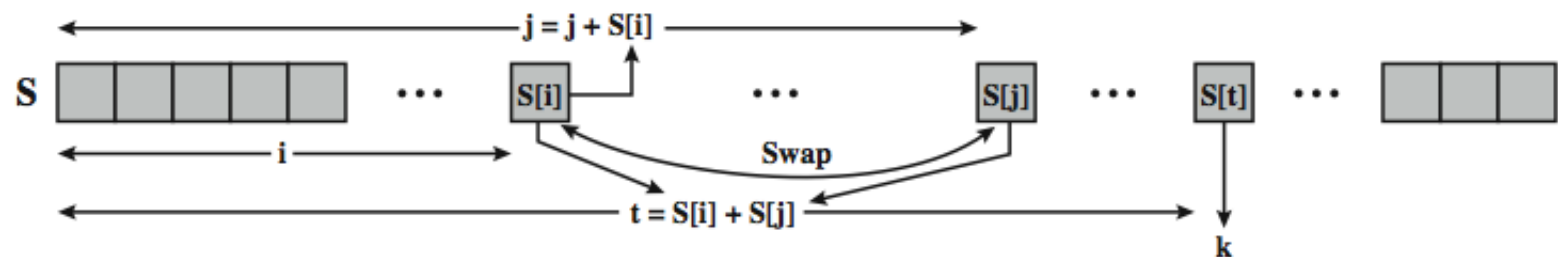 j = j + S[i]
S ••• S[i] ••• S[j] ••• S[t] •••
i
Swap
t = S[i] + S[j]
k